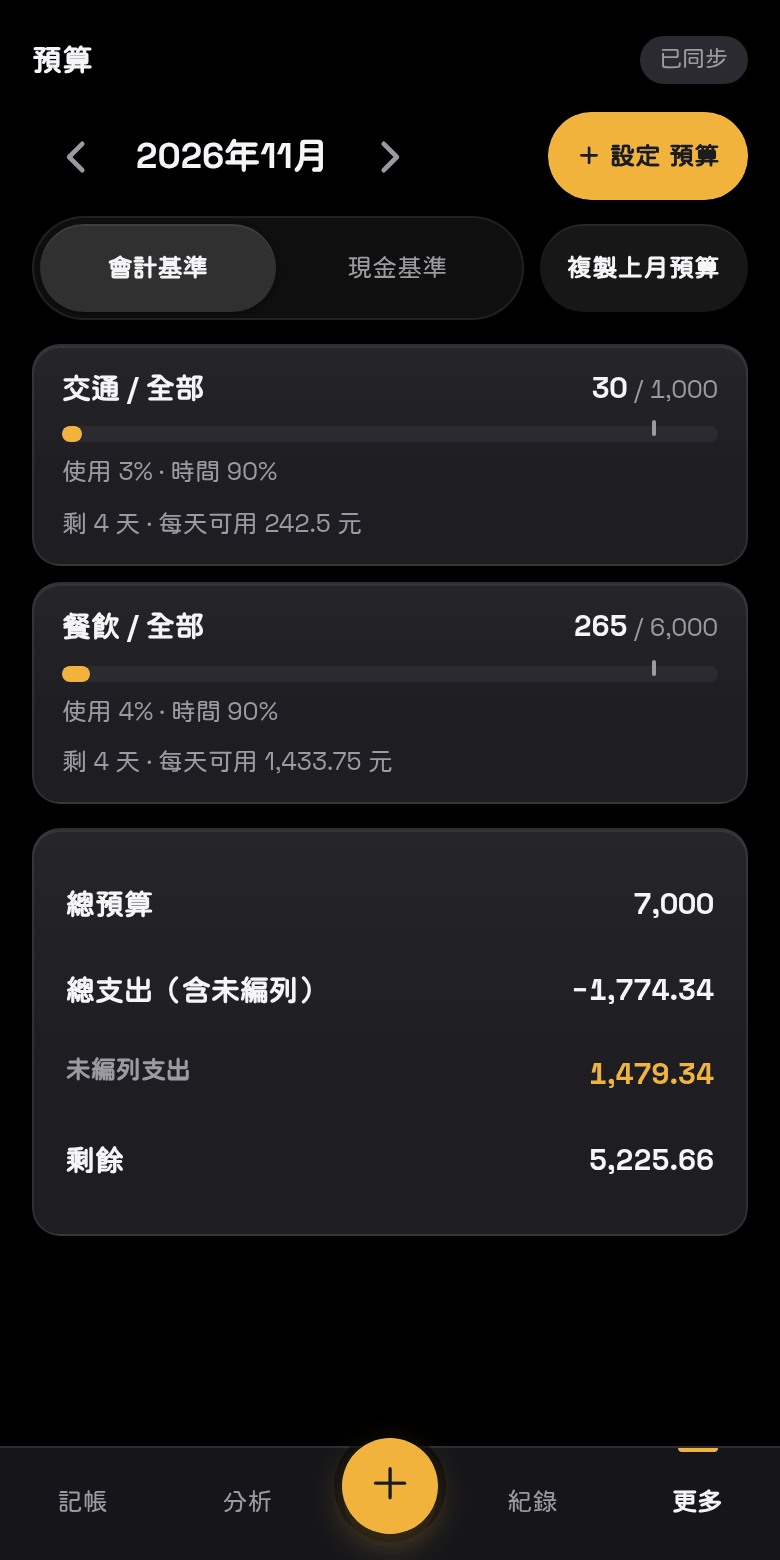 預算
已同步
2026年11月
+ 設定 預算
會計基準
現金基準
複製上月預算
交通 / 全部
30 / 1,000
使用 3% · 時間 90%
剩 4 天 · 每天可用 242.5 元
餐飲 / 全部
265 / 6,000
使用 4% · 時間 90%
剩 4 天 · 每天可用 1,433.75 元
總預算
7,000
總支出（含未編列）
-1,774.34
未編列支出
1,479.34
剩餘
5,225.66
記帳
分析
+
紀錄
更多